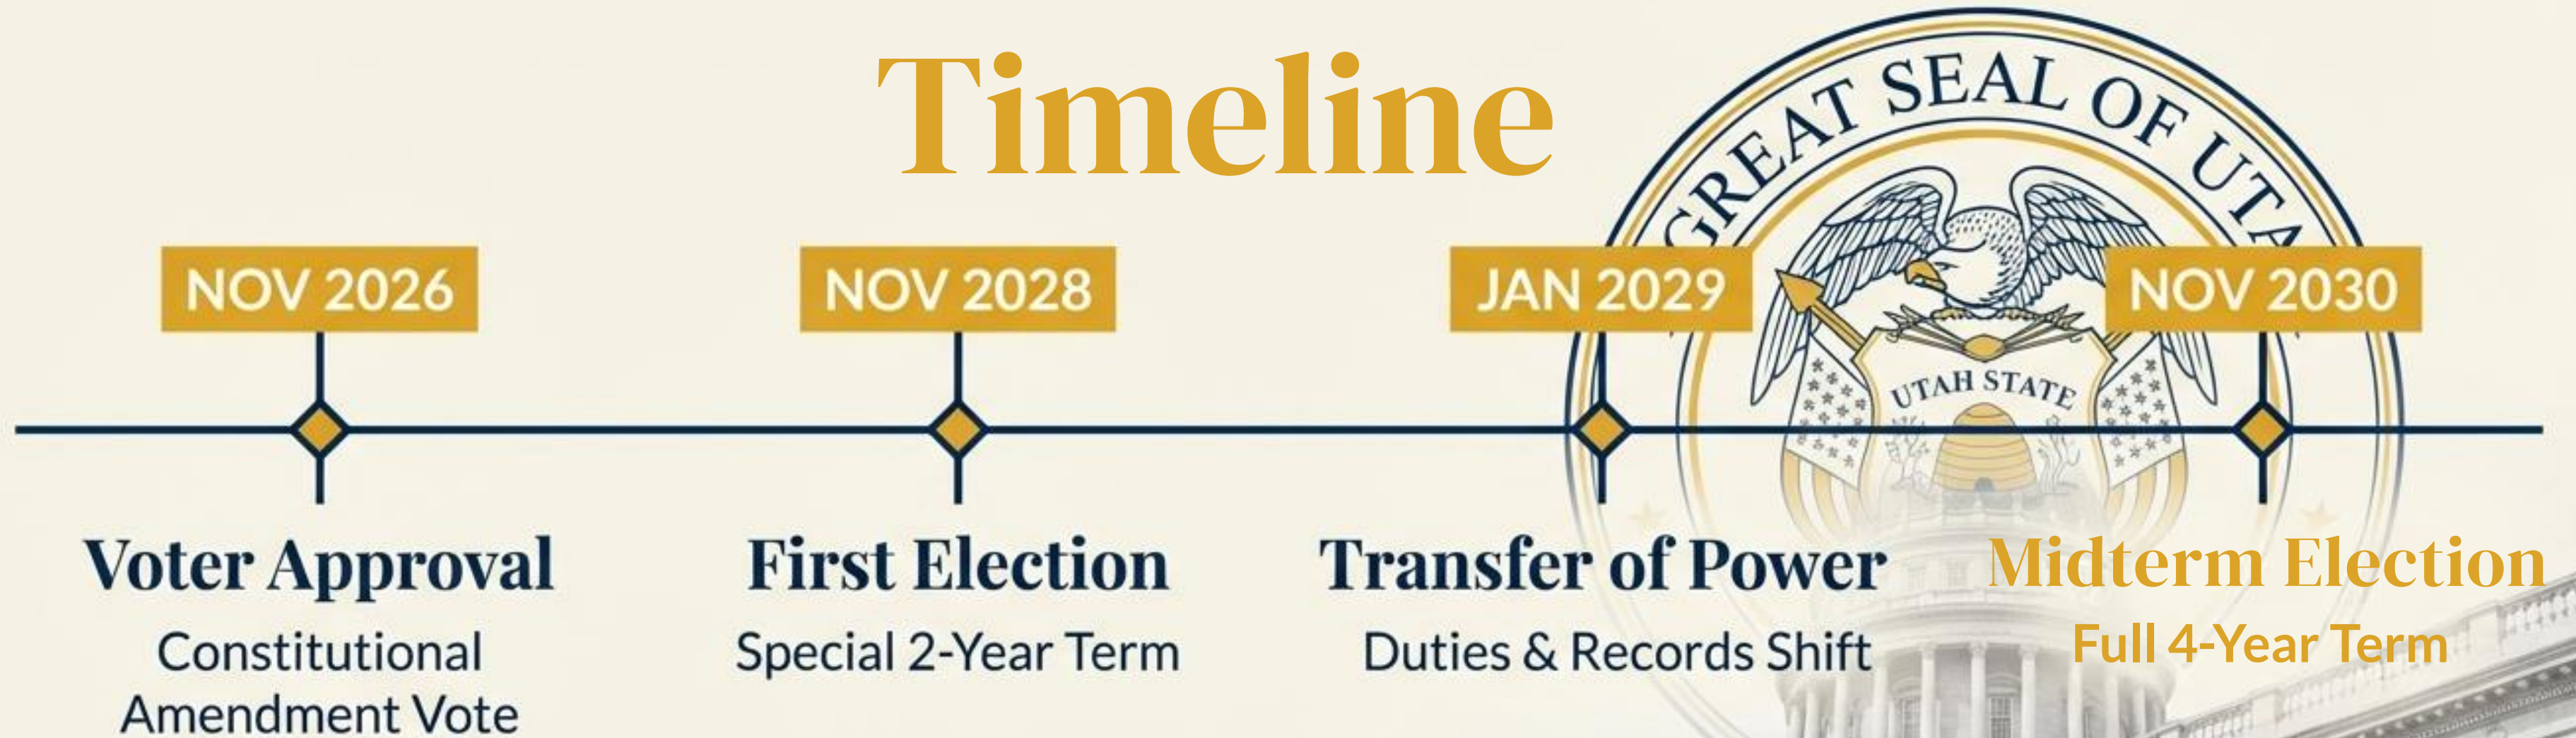 Timeline
GREAT SEAL OF UTA
UTAH STATE
NOV 2026
NOV 2028
JAN 2029
NOV 2030
Voter Approval
Constitutional
Amendment Vote
First Election
Special 2-Year Term
Transfer of Power
Duties & Records Shift
Midterm Election
Full 4-Year Term